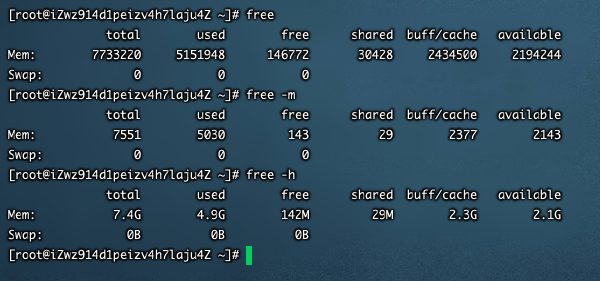 [root@iZwz914d1peizv4h7laju4Z ~]# free
total used free shared buff/cache available
Mem: 7733220 5151948 146772 30428 2434500 2194244
Swap: 0 0 0
[root@iZwz914d1peizv4h7laju4Z ~]# free -m
total used free shared buff/cache available
Mem: 7551 5030 143 29 2377 2143
Swap: 0 0 0
[root@iZwz914d1peizv4h7laju4Z ~]# free -h
total used free shared buff/cache available
Mem: 7.4G 4.9G 142M 29M 2.3G 2.1G
Swap: 0B 0B 0B
[root@iZwz914d1peizv4h7laju4Z ~]#